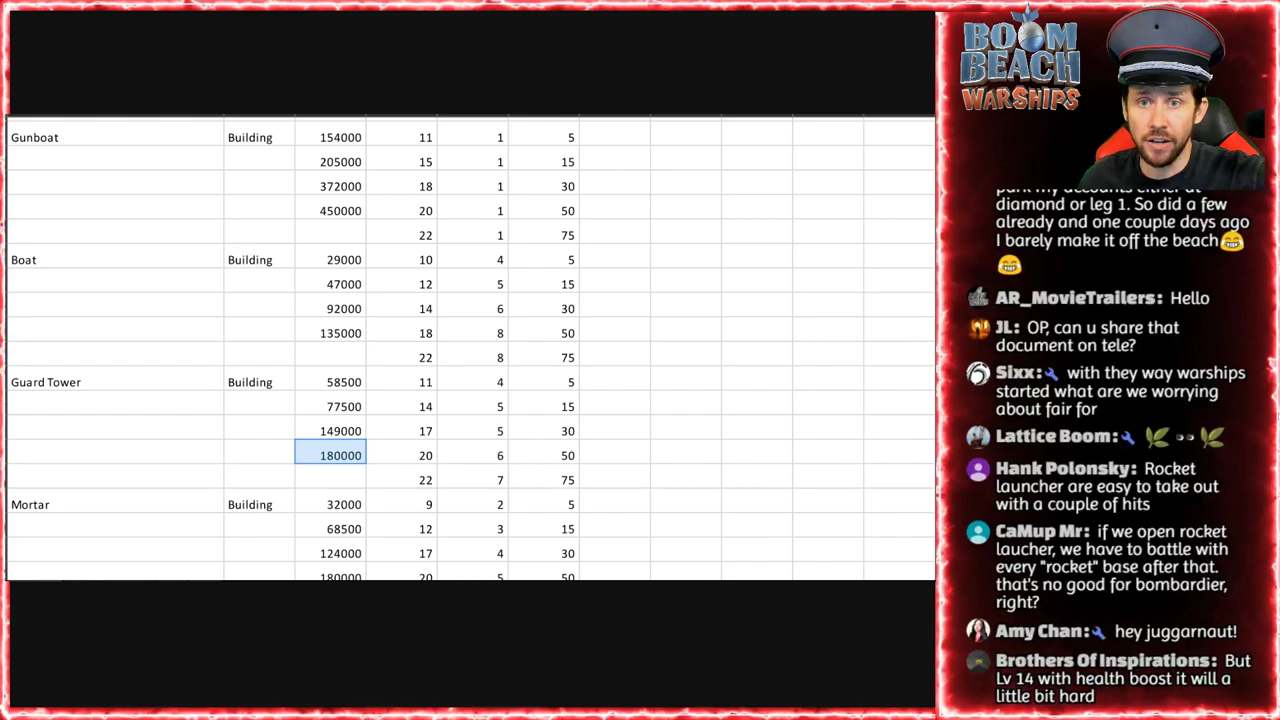 Gunboat Building 154000 11 1 5
205000 15 1 15
372000 18 1 30
450000 20 1 50
22 1 75
Boat Building 29000 10 4 5
47000 12 5 15
92000 14 6 30
135000 18 8 50
22 8 75
Guard Tower Building 58500 11 4 5
77500 14 5 15
149000 17 5 30
180000 20 6 50
22 7 75
Mortar Building 32000 9 2 5
68500 12 3 15
124000 17 4 30
180000 20 5 50
BOOM
BEACH
WARSHIPS
park my accounts either at
diamond or leg 1. So did a few
already and one couple days ago
I barely make it off the beach😁
😁
AR_MovieTrailers: Hello
JL: OP, can u share that
document on tele?
Sixx:🔧 with they way warships
started what are we worrying
about fair for
Lattice Boom:🔧 🌿 👀 🌿
Hank Polonsky: Rocket
launcher are easy to take out
with a couple of hits
CaMup Mr: if we open rocket
laucher, we have to battle with
every "rocket" base after that.
that's no good for bombardier,
right?
Amy Chan:🔧 hey juggarnaut!
Brothers Of Inspirations: But
Lv 14 with health boost it will a
little bit hard